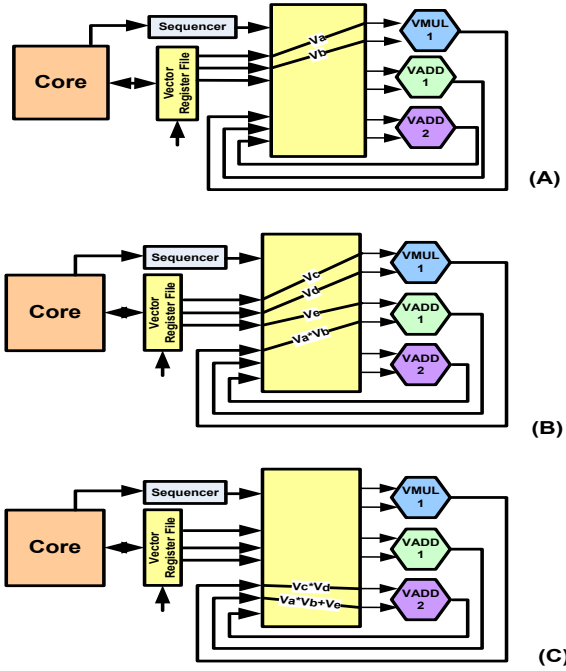 Sequencer
Core
Vector
Register File
Va
Vb
VMUL
1
VADD
1
VADD
2
(A)
Sequencer
Core
Vector
Register File
Vc
Vd
Ve
Va*Vb
VMUL
1
VADD
1
VADD
2
(B)
Sequencer
Core
Vector
Register File
Vc*Vd
Va*Vb+Ve
VMUL
1
VADD
1
VADD
2
(C)